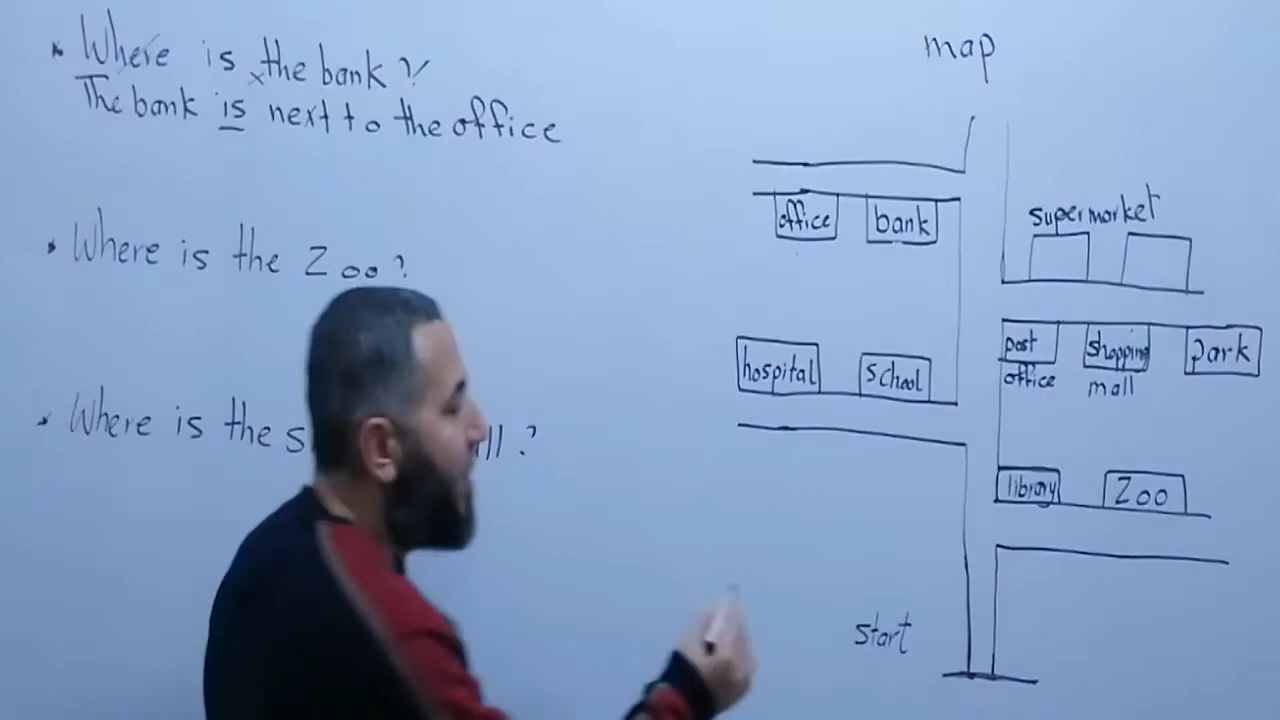 * Where is the bank?
The bank is next to the office
* Where is the Zoo?
* Where is the s ll?
map
office bank
supermarket
hospital school
post office
shopping mall
park
library Zoo
start